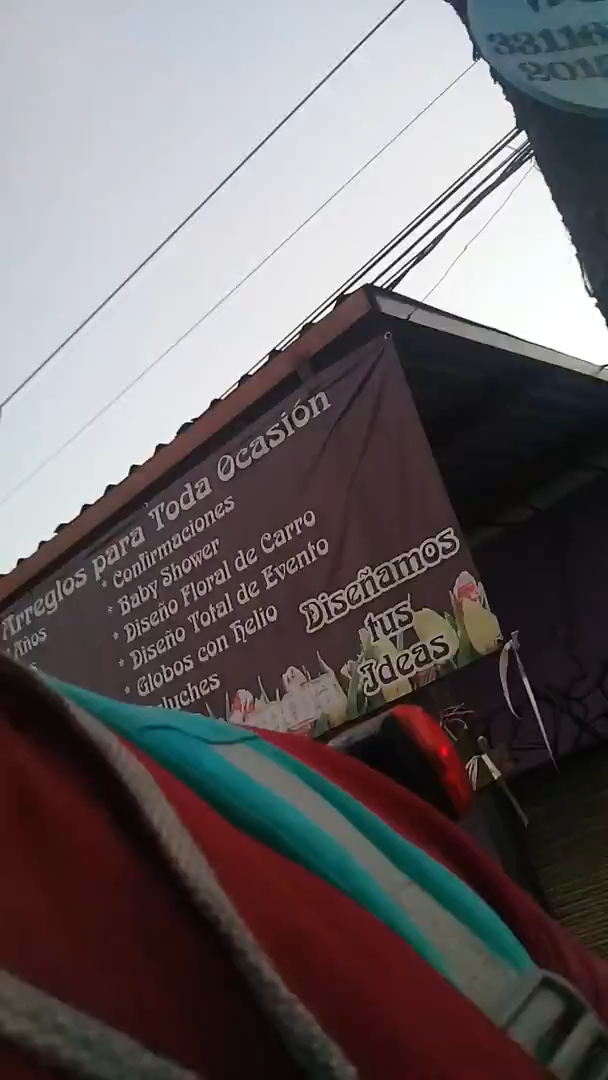 Arreglos para Toda Ocasión
Años
* Confirmaciones
* Baby Shower
* Diseño Floral de Carro
* Diseño Total de Evento
* Globos con helio
Diseñamos
tus
Ideas